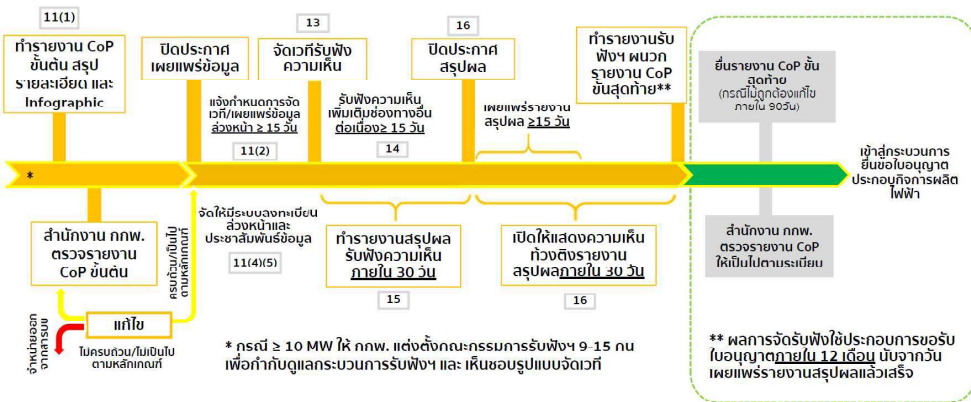 11(1)
ทำรายงาน CoP
ขั้นต้น สรุป
รายละเอียด และ
Infographic
ปิดประกาศ
เผยแพร่ข้อมูล
13
จัดเวทีรับฟัง
ความเห็น
16
ปิดประกาศ
สรุปผล
ทำรายงานรับ
ฟังฯ ผนวก
รายงาน CoP
ขั้นสุดท้าย**
ยื่นรายงาน CoP ขั้น
สุดท้าย
(กรณีไม่ถูกต้องแก้ไข
ภายใน 90วัน)
แจ้งกำหนดการจัด
เวที/เผยแพร่ข้อมูล
ล่วงหน้า ≥ 15 วัน
11(2)
รับฟังความเห็น
เพิ่มเติมช่องทางอื่น
ต่อเนื่อง≥ 15 วัน
14
เผยแพร่รายงาน
สรุปผล ≥15 วัน
*
เข้าสู่กระบวนการ
ยื่นขอใบอนุญาต
ประกอบกิจการผลิต
ไฟฟ้า
สำนักงาน กกพ.
ตรวจรายงาน
CoP ขั้นต้น
ครบถ้วน/เป็นไป
ตามหลักเกณฑ์
จัดให้มีระบบลงทะเบียน
ล่วงหน้าและ
ประชาสัมพันธ์ข้อมูล
11(4)(5)
ทำรายงานสรุปผล
รับฟังความเห็น
ภายใน 30 วัน
15
เปิดให้แสดงความเห็น
ท้วงติงรายงาน
สรุปผลภายใน 30 วัน
16
สำนักงาน กกพ.
ตรวจรายงาน CoP
ให้เป็นไปตามระเบียบ
จำหน่ายออก
จากสารบบ
แก้ไข
ไม่ครบถ้วน/ไม่เป็นไป
ตามหลักเกณฑ์
* กรณี ≥ 10 MW ให้ กกพ. แต่งตั้งคณะกรรมการรับฟังฯ 9-15 คน
เพื่อกำกับดูแลกระบวนการรับฟังฯ และ เห็นชอบรูปแบบจัดเวที
** ผลการจัดรับฟังใช้ประกอบการขอรับ
ใบอนุญาตภายใน 12 เดือน นับจากวัน
เผยแพร่รายงานสรุปผลแล้วเสร็จ